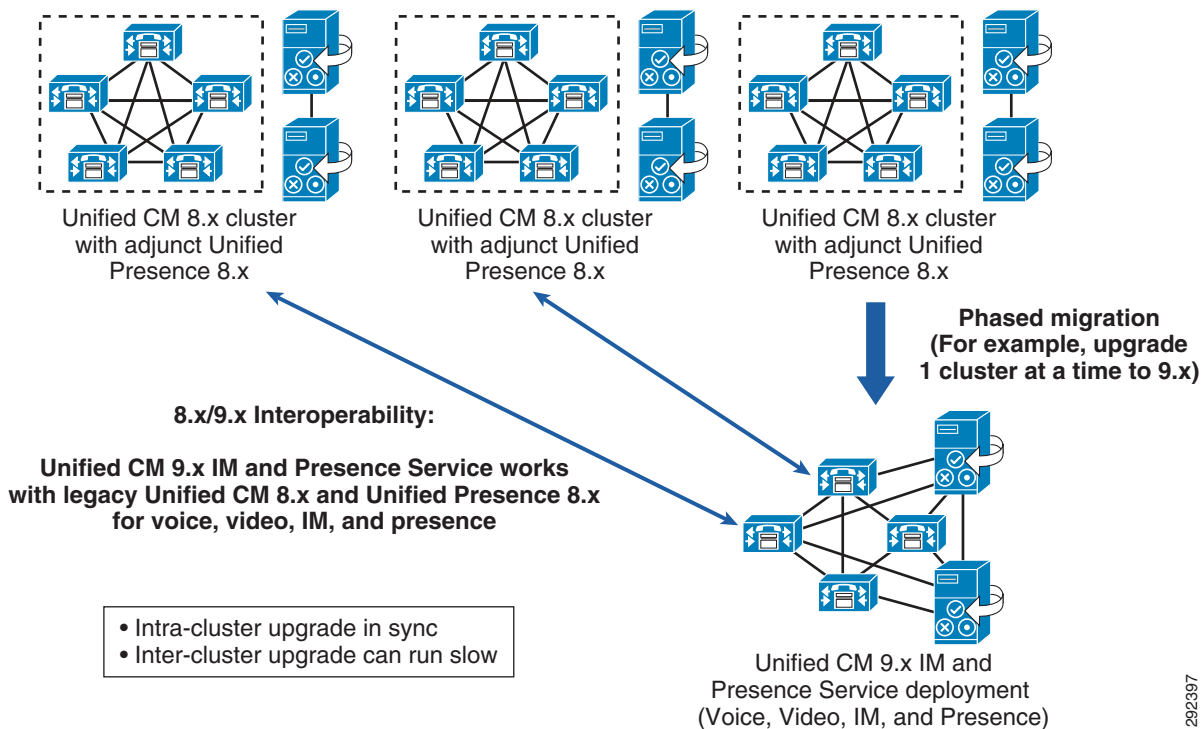 Unified CM 8.x cluster
with adjunct Unified
Presence 8.x
Unified CM 8.x cluster
with adjunct Unified
Presence 8.x
Unified CM 8.x cluster
with adjunct Unified
Presence 8.x
Phased migration
(For example, upgrade
1 cluster at a time to 9.x)
8.x/9.x Interoperability:
Unified CM 9.x IM and Presence Service works
with legacy Unified CM 8.x and Unified Presence 8.x
for voice, video, IM, and presence
• Intra-cluster upgrade in sync
• Inter-cluster upgrade can run slow
Unified CM 9.x IM and
Presence Service deployment
(Voice, Video, IM, and Presence)
292397